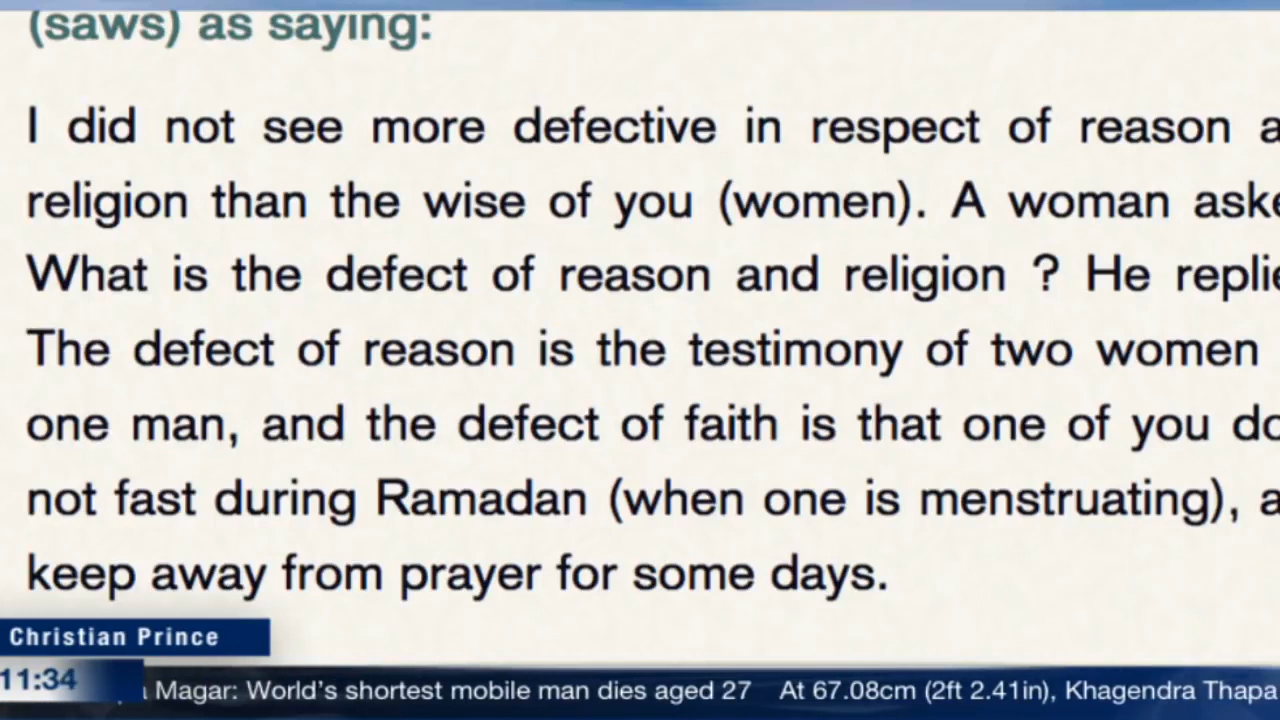 (saws) as saying:
I did not see more defective in respect of reason
religion than the wise of you (women). A woman
What is the defect of reason and religion ? He
The defect of reason is the testimony of two women
one man, and the defect of faith is that one of you
not fast during Ramadan (when one is menstruating),
keep away from prayer for some days.
Christian Prince
11:34
Magar: World's shortest mobile man dies aged 27 At 67.08cm (2ft 2.41in), Khagendra Thapa